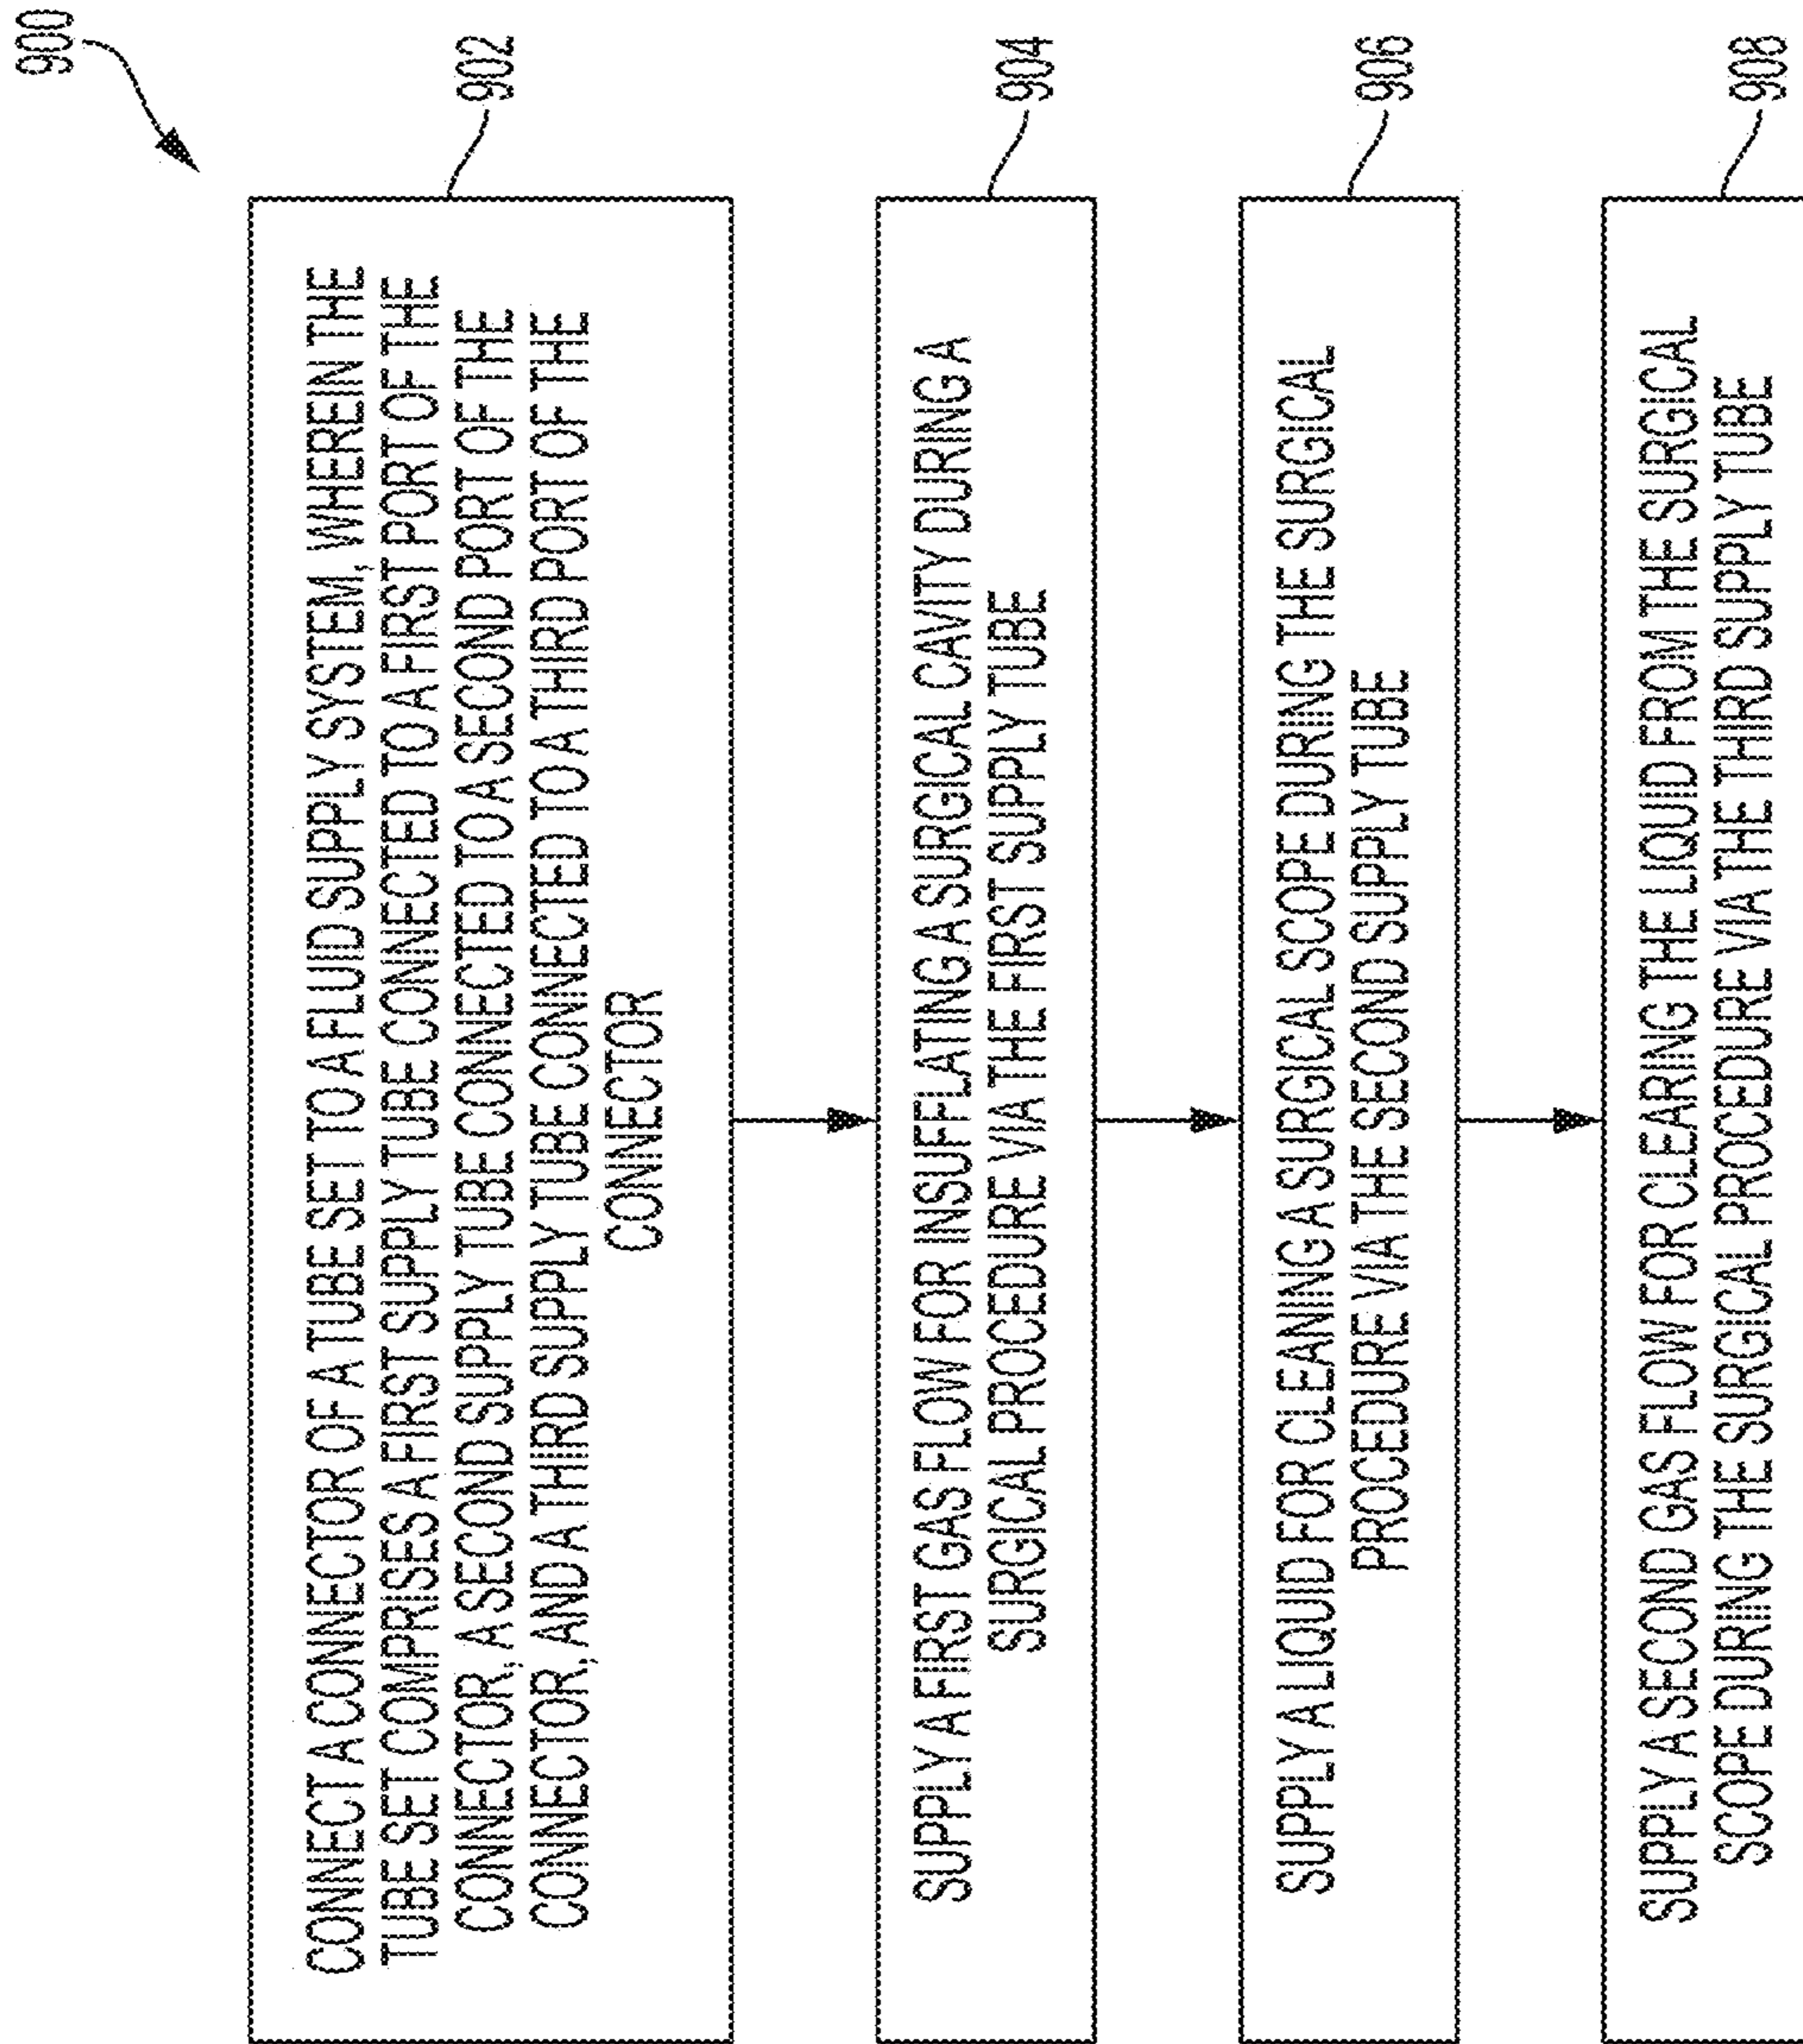 900
CONNECT A CONNECTOR OF A TUBE SET TO A FLUID SUPPLY SYSTEM, WHEREIN THE
TUBE SET COMPRISES A FIRST SUPPLY TUBE CONNECTED TO A FIRST PORT OF THE
CONNECTOR, A SECOND SUPPLY TUBE CONNECTED TO A SECOND PORT OF THE
CONNECTOR, AND A THIRD SUPPLY TUBE CONNECTED TO A THIRD PORT OF THE
CONNECTOR
902
SUPPLY A FIRST GAS FLOW FOR INSUFFLATING A SURGICAL CAVITY DURING A
SURGICAL PROCEDURE VIA THE FIRST SUPPLY TUBE
904
SUPPLY A LIQUID FOR CLEANING A SURGICAL SCOPE DURING THE SURGICAL
PROCEDURE VIA THE SECOND SUPPLY TUBE
906
SUPPLY A SECOND GAS FLOW FOR CLEARING THE LIQUID FROM THE SURGICAL
SCOPE DURING THE SURGICAL PROCEDURE VIA THE THIRD SUPPLY TUBE
908